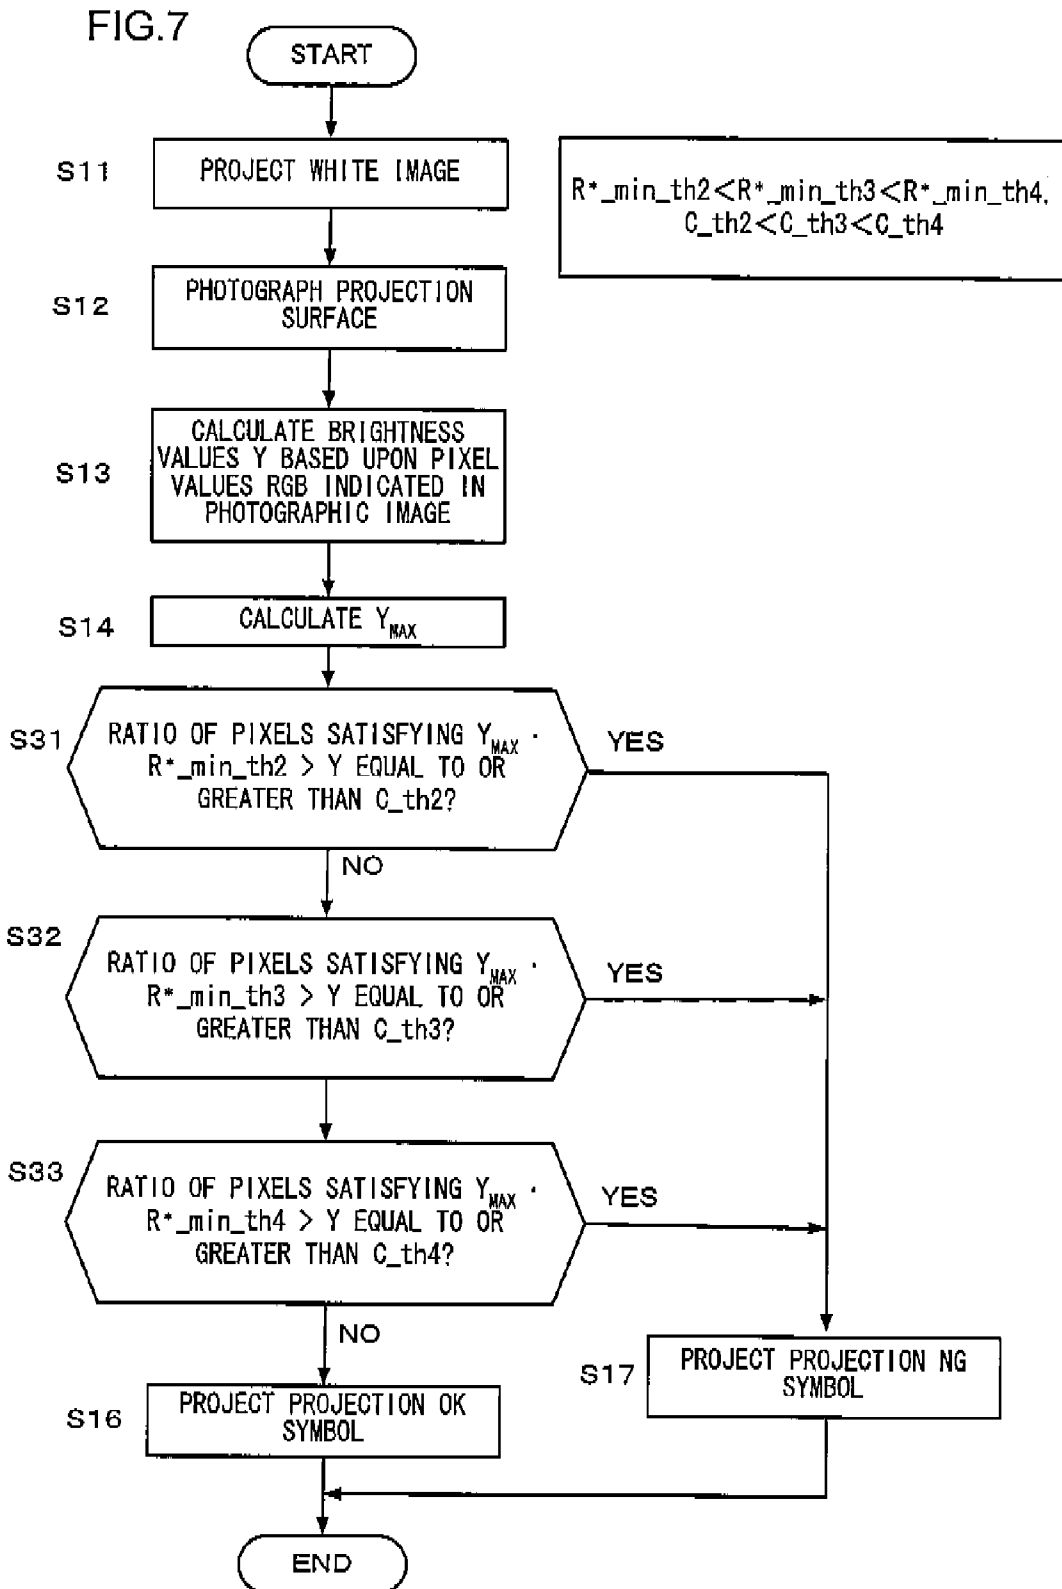 FIG.7
START
S11
PROJECT WHITE IMAGE
R*_min_th2<R*_min_th3<R*_min_th4,
C_th2<C_th3<C_th4
S12
PHOTOGRAPH PROJECTION
SURFACE
S13
CALCULATE BRIGHTNESS
VALUES Y BASED UPON PIXEL
VALUES RGB INDICATED IN
PHOTOGRAPHIC IMAGE
S14
CALCULATE YMAX
S31
RATIO OF PIXELS SATISFYING YMAX ·
R*_min_th2 > Y EQUAL TO OR
GREATER THAN C_th2?
YES
NO
S32
RATIO OF PIXELS SATISFYING YMAX ·
R*_min_th3 > Y EQUAL TO OR
GREATER THAN C_th3?
YES
S33
RATIO OF PIXELS SATISFYING YMAX ·
R*_min_th4 > Y EQUAL TO OR
GREATER THAN C_th4?
YES
NO
S17
PROJECT PROJECTION NG
SYMBOL
S16
PROJECT PROJECTION OK
SYMBOL
END